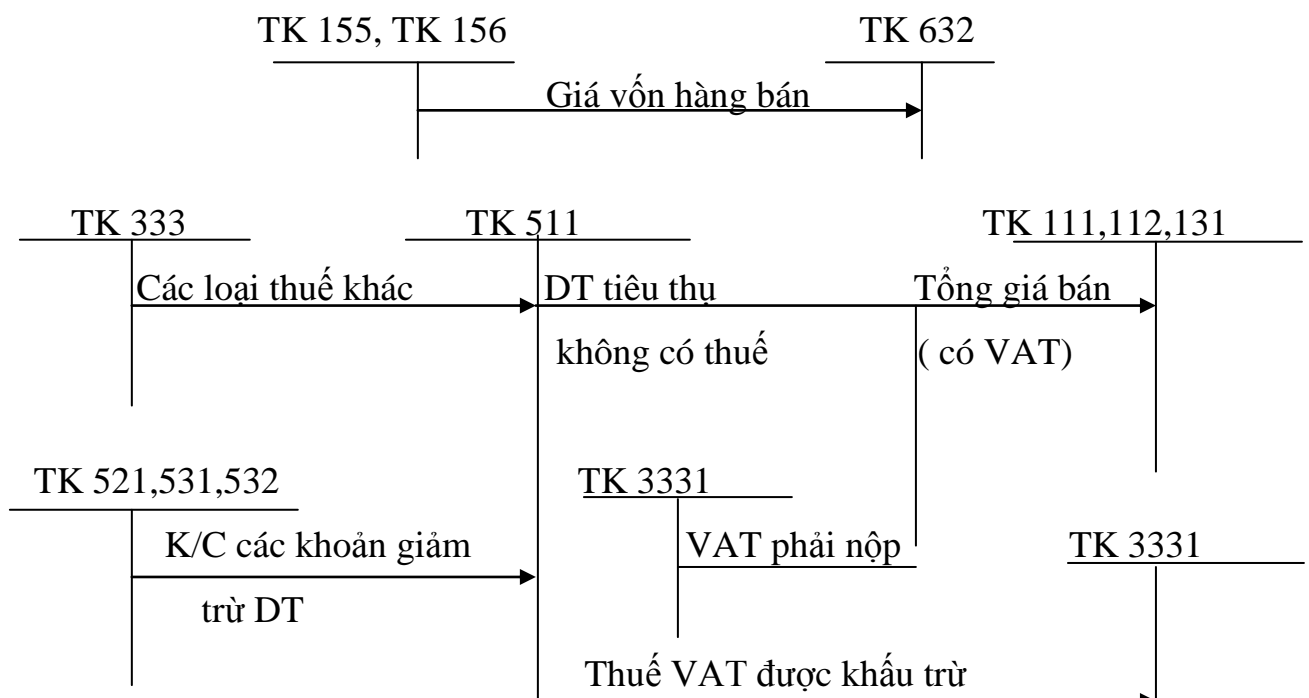 TK 155, TK 156 TK 632
Giá vốn hàng bán
TK 333 TK 511 TK 111,112,131
Các loại thuế khác DT tiêu thụ Tổng giá bán
không có thuế ( có VAT)
TK 521,531,532 TK 3331
K/C các khoản giảm VAT phải nộp TK 3331
trừ DT
Thuế VAT được khấu trừ